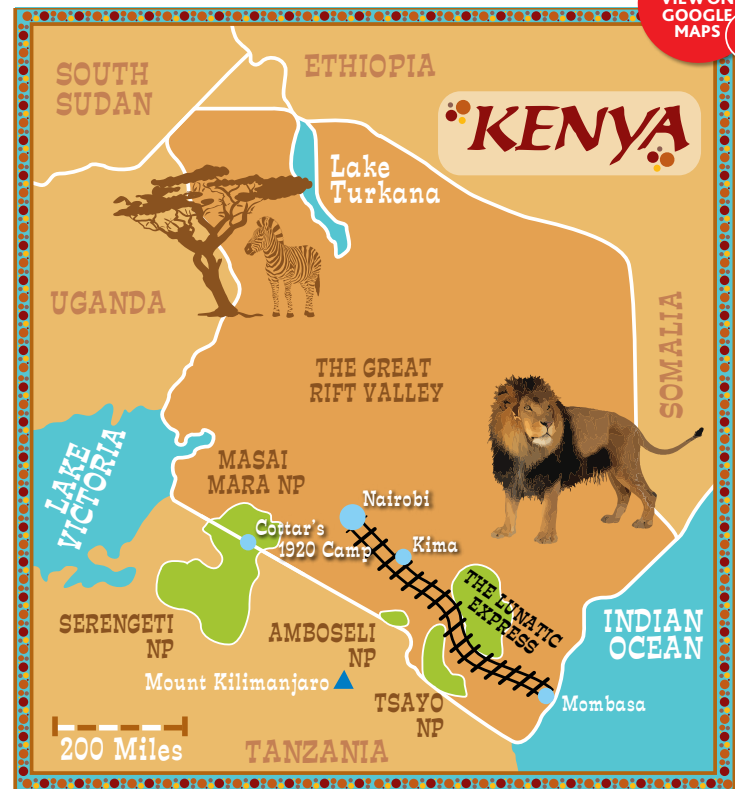 VIEW ON
GOOGLE
MAPS
SOUTH
SUDAN
ETHIOPIA
KENYA
Lake
Turkana
UGANDA
SOMALIA
THE GREAT
RIFT VALLEY
LAKE
VICTORIA
MASAI
MARA NP
Nairobi
Cottar's
1920 Camp
Kima
THE LUNATIC
EXPRESS
SERENGETI
NP
AMBOSELI
NP
INDIAN
OCEAN
Mount Kilimanjaro
TSAYO
NP
Mombasa
200 Miles
TANZANIA